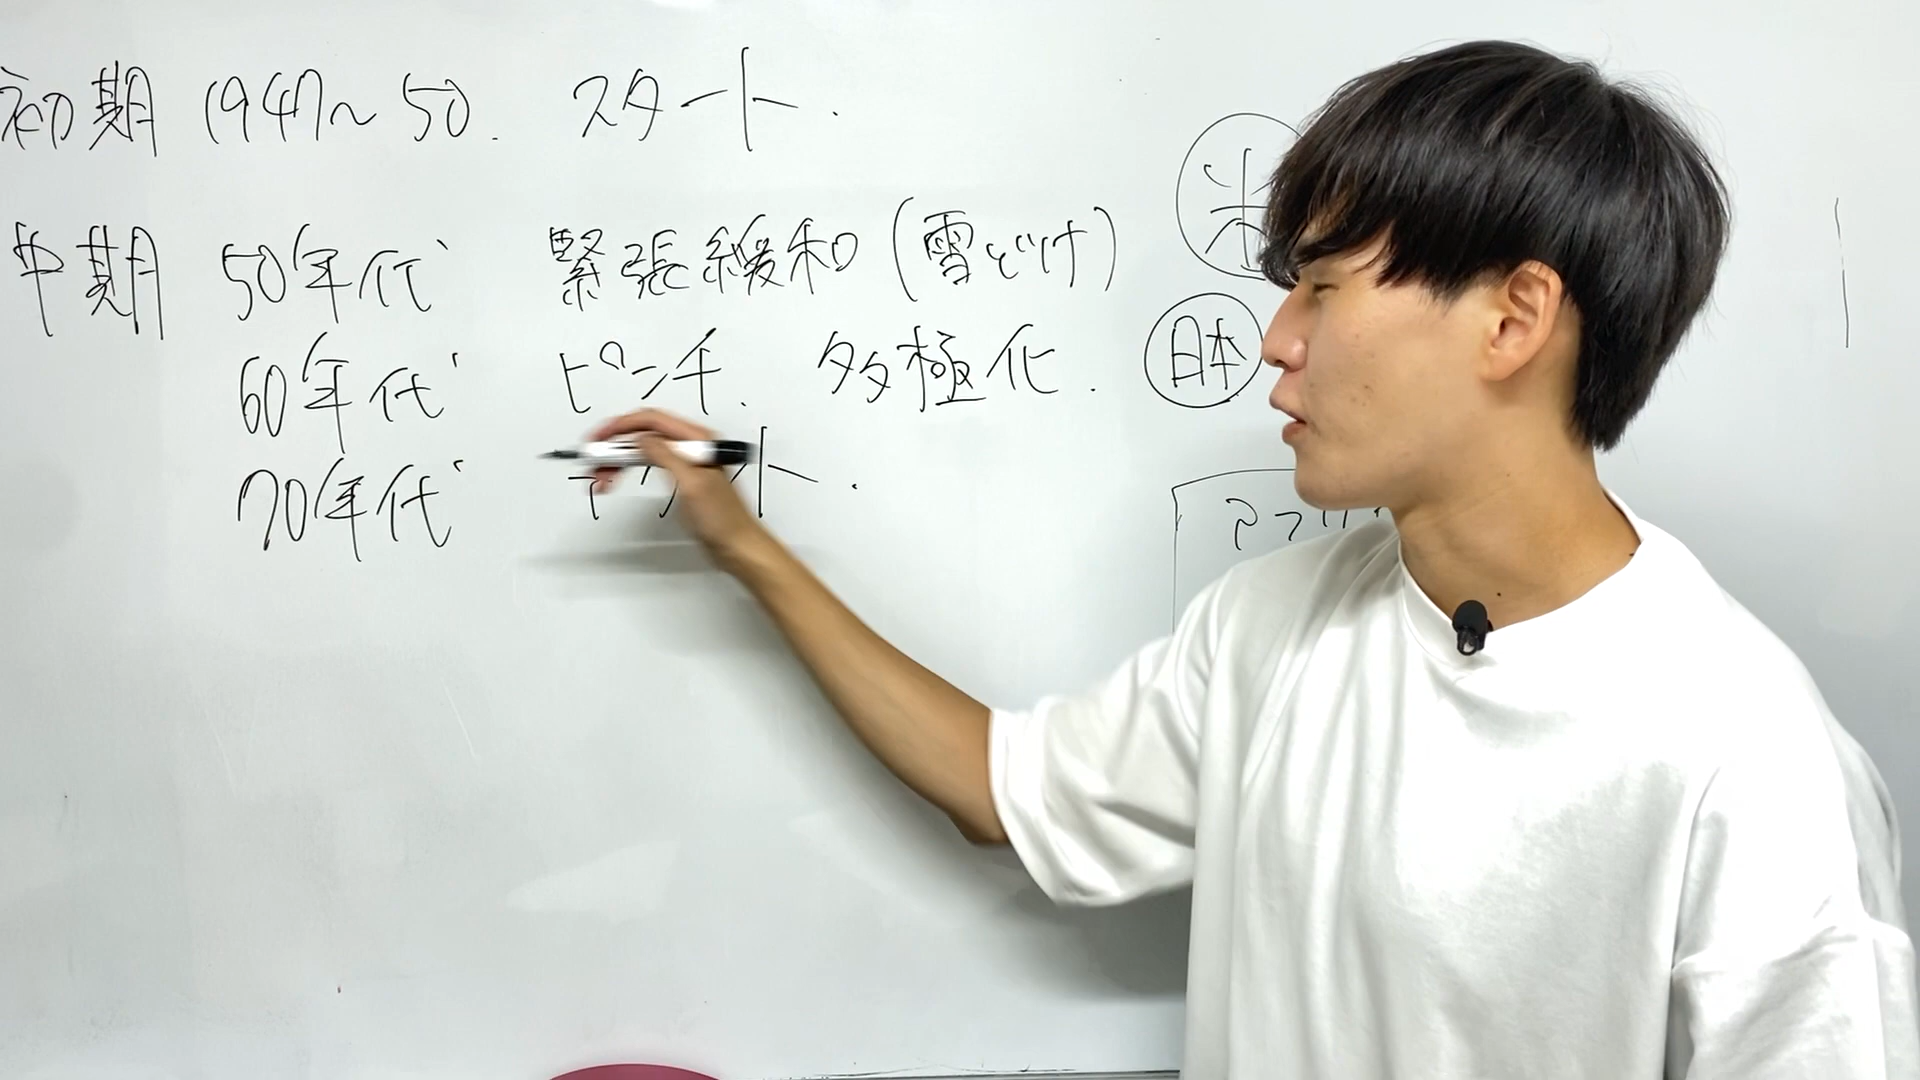 初期 1947〜50. スタート.
中期 50年代 緊張緩和(雪どけ)
60年代 ピンチ. 多極化.
70年代
米
日本